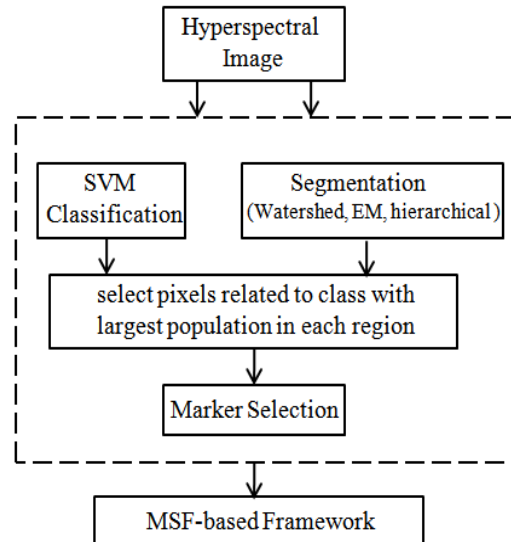 Hyperspectral
Image
SVM
Classification
Segmentation
(Watershed, EM, hierarchical)
select pixels related to class with
largest population in each region
Marker Selection
MSF-based Framework